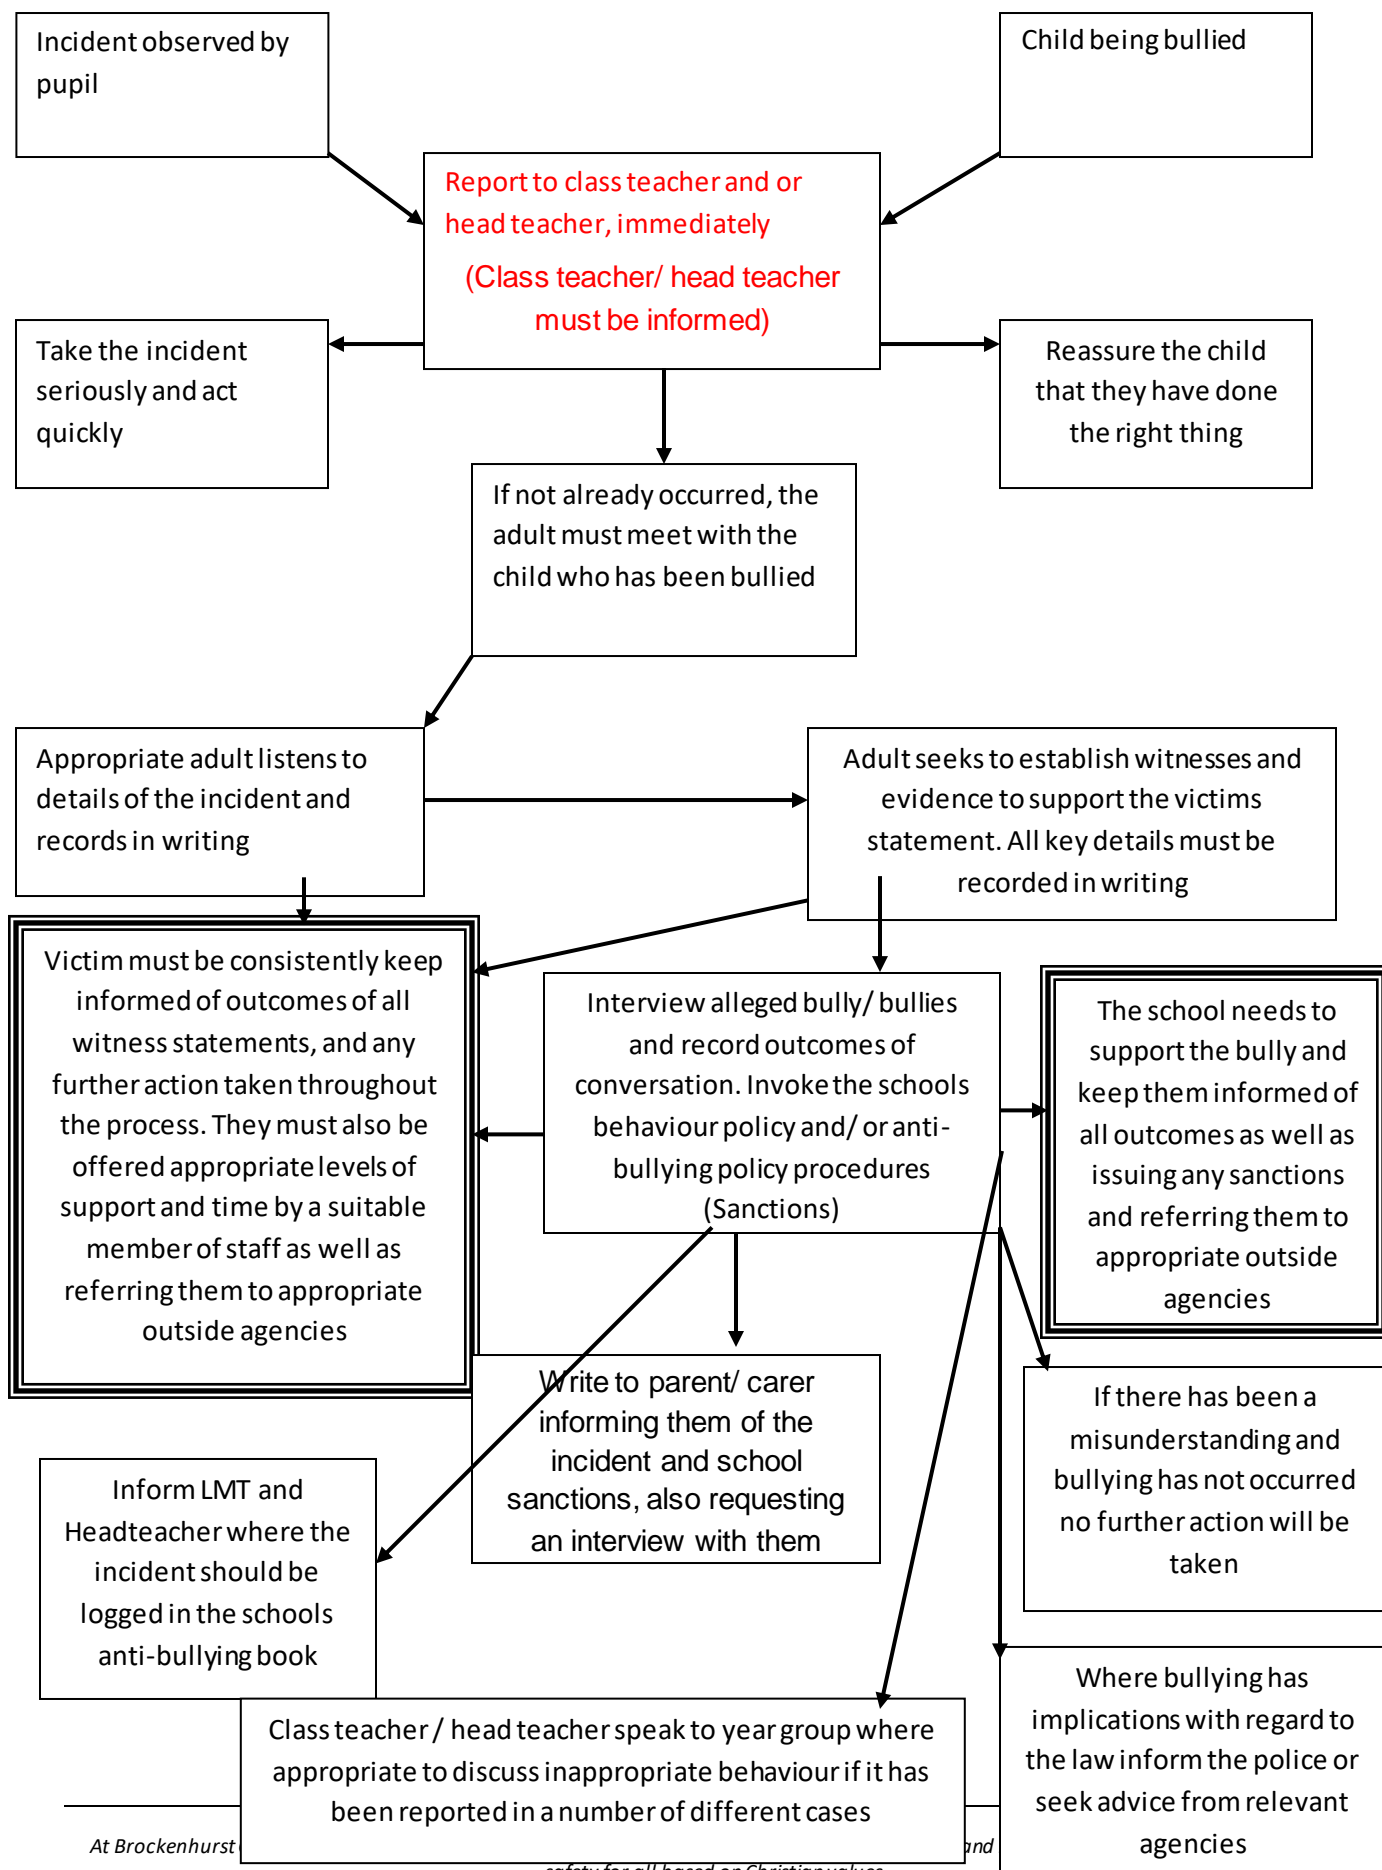 Incident observed by
pupil
Child being bullied
Report to class teacher and or
head teacher, immediately
(Class teacher/ head teacher
must be informed)
Take the incident
seriously and act
quickly
Reassure the child
that they have done
the right thing
If not already occurred, the
adult must meet with the
child who has been bullied
Appropriate adult listens to
details of the incident and
records in writing
Adult seeks to establish witnesses and
evidence to support the victims
statement. All key details must be
recorded in writing
Victim must be consistently keep
informed of outcomes of all
witness statements, and any
further action taken throughout
the process. They must also be
offered appropriate levels of
support and time by a suitable
member of staff as well as
referring them to appropriate
outside agencies
Interview alleged bully/ bullies
and record outcomes of
conversation. Invoke the schools
behaviour policy and/ or anti-
bullying policy procedures
(Sanctions)
The school needs to
support the bully and
keep them informed of
all outcomes as well as
issuing any sanctions
and referring them to
appropriate outside
agencies
Write to parent/ carer
informing them of the
incident and school
sanctions, also requesting
an interview with them
If there has been a
misunderstanding and
bullying has not occurred
no further action will be
taken
Inform LMT and
Headteacher where the
incident should be
logged in the schools
anti-bullying book
Class teacher / head teacher speak to year group where
appropriate to discuss inappropriate behaviour if it has
been reported in a number of different cases
Where bullying has
implications with regard to
the law inform the police or
seek advice from relevant
agencies
At Brockenhurst and
safety for all based on Christian values